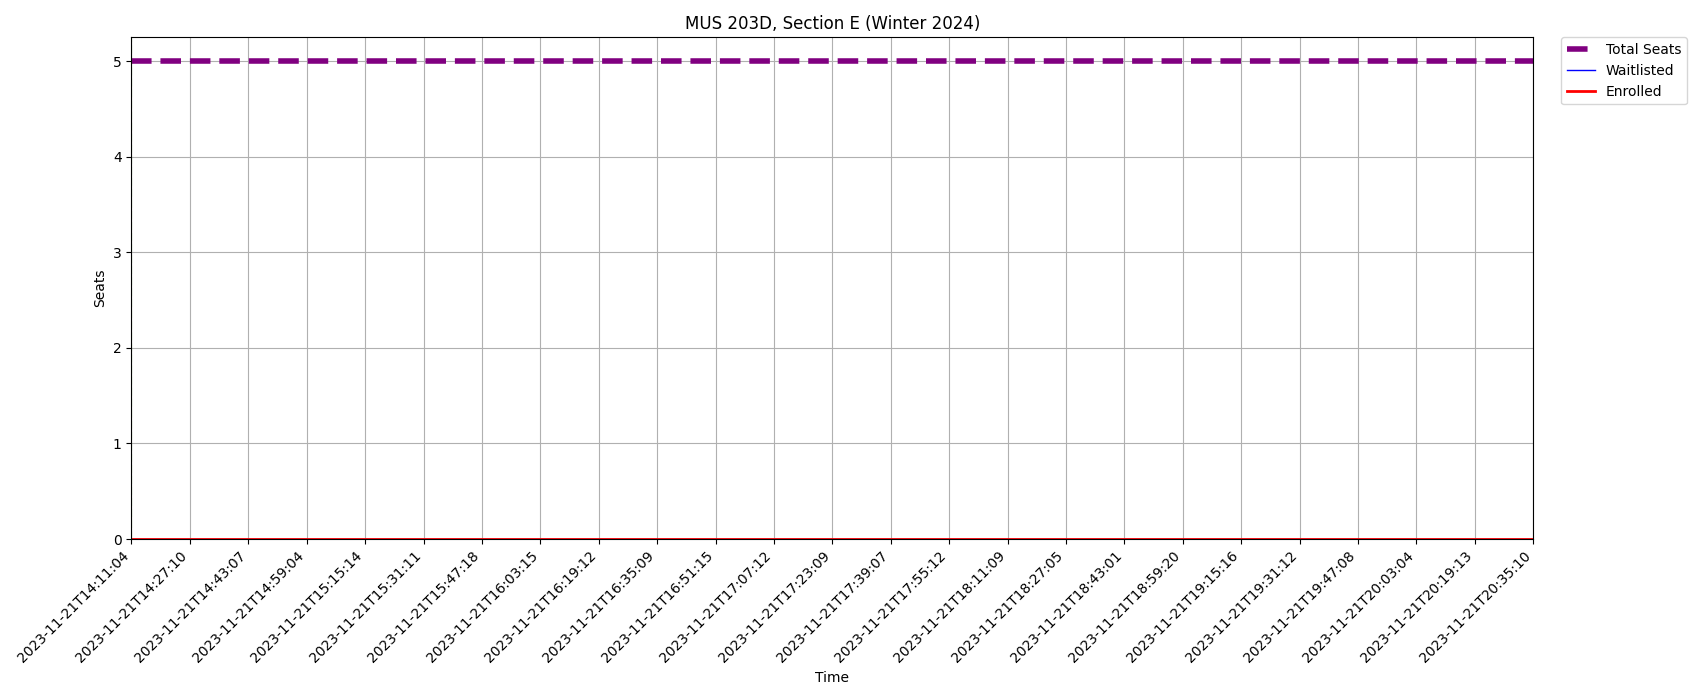 MUS 203D, Section E (Winter 2024)
Total Seats
Waitlisted
Enrolled
5
4
3
2
1
0
Seats
2023-11-21T14:11:04
2023-11-21T14:27:10
2023-11-21T14:43:07
2023-11-21T14:59:04
2023-11-21T15:15:14
2023-11-21T15:31:11
2023-11-21T15:47:18
2023-11-21T16:03:15
2023-11-21T16:19:12
2023-11-21T16:35:09
2023-11-21T16:51:15
2023-11-21T17:07:12
2023-11-21T17:23:09
2023-11-21T17:39:07
2023-11-21T17:55:12
2023-11-21T18:11:09
2023-11-21T18:27:05
2023-11-21T18:43:01
2023-11-21T18:59:20
2023-11-21T19:15:16
2023-11-21T19:31:12
2023-11-21T19:47:08
2023-11-21T20:03:04
2023-11-21T20:19:13
2023-11-21T20:35:10
Time